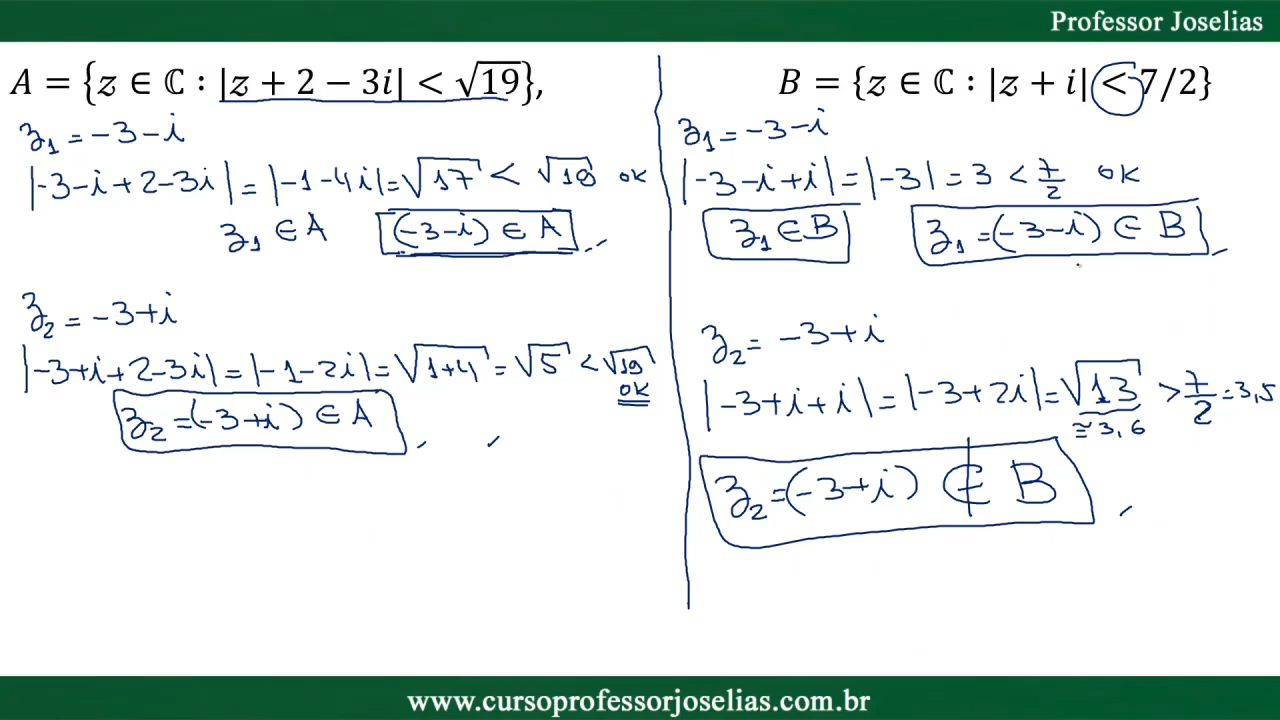 Professor Joselias
A = {z ∈ ℂ : |z + 2 − 3i| < √19},
z₁ = −3−i
|−3−i+2−3i| = |−1−4i| = √17 < √19 ok
z₁ ∈ A (−3−i) ∈ A
z₂ = −3+i
|−3+i+2−3i| = |−1−2i| = √1+4 = √5 < √19
ok
z₂ = (−3+i) ∈ A
B = {z ∈ ℂ : |z + i| < 7/2}
z₁ = −3−i
|−3−i+i| = |−3| = 3 < 7/2 ok
z₁ ∈ B z₁ = (−3−i) ∈ B
z₂ = −3+i
|−3+i+i| = |−3+2i| = √13 > 7/2 = 3,5
≅ 3,6
z₂ = (−3+i) ∉ B
www.cursoprofessorjoselias.com.br